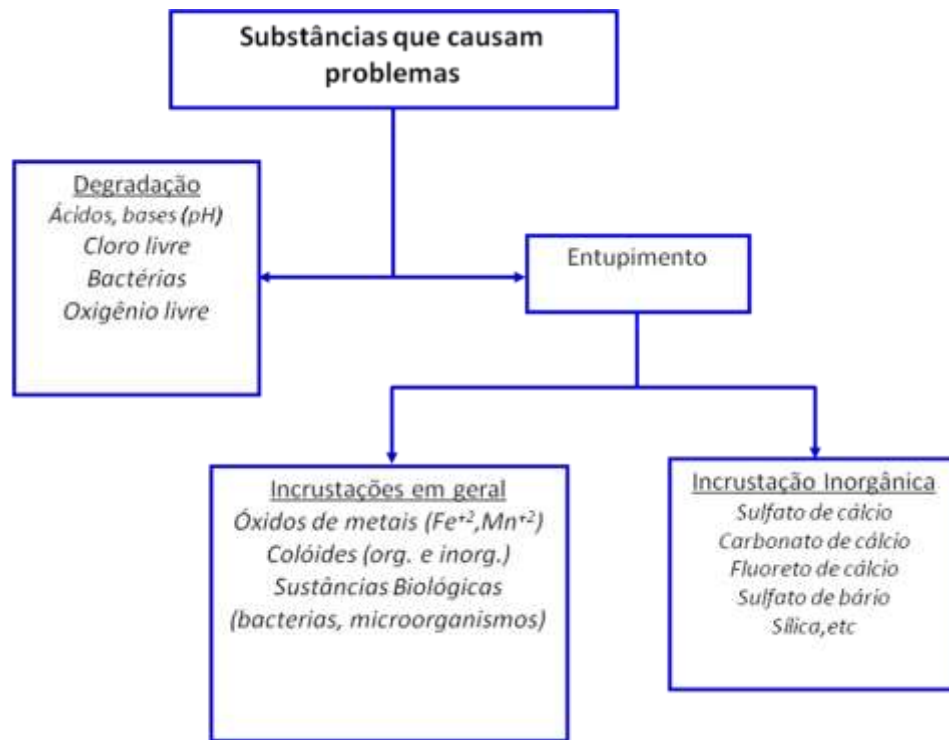 Substâncias que causam
problemas
Degradação
Ácidos, bases (pH)
Cloro livre
Bactérias
Oxigênio livre
Entupimento
Incrustações em geral
Óxidos de metais (Fe⁺²,Mn⁺²)
Colóides (org. e inorg.)
Sustâncias Biológicas
(bacterias, microorganismos)
Incrustação Inorgânica
Sulfato de cálcio
Carbonato de cálcio
Fluoreto de cálcio
Sulfato de bário
Sílica,etc